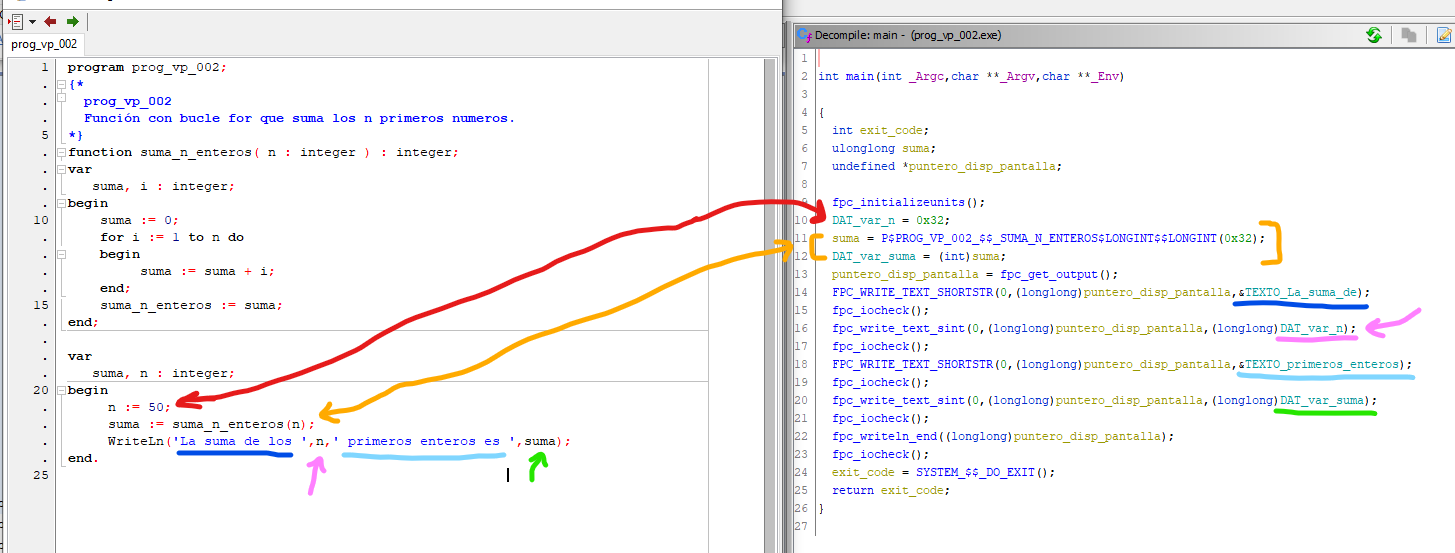 prog_vp_002
1 program prog_vp_002;
{*
prog_vp_002
Función con bucle for que suma los n primeros numeros.
5 *}
function suma_n_enteros( n : integer ) : integer;
var
suma, i : integer;
begin
10 suma := 0;
for i := 1 to n do
begin
suma := suma + i;
end;
15 suma_n_enteros := suma;
end;
var
suma, n : integer;
20 begin
n := 50;
suma := suma_n_enteros(n);
WriteLn('La suma de los ',n,' primeros enteros es ',suma);
end.
25
Decompile: main - (prog_vp_002.exe)
1
2 int main(int _Argc,char **_Argv,char **_Env)
3
4 {
5 int exit_code;
6 ulonglong suma;
7 undefined *puntero_disp_pantalla;
8
9 fpc_initializeunits();
10 DAT_var_n = 0x32;
11 suma = P$PROG_VP_002_$$_SUMA_N_ENTEROS$LONGINT$$LONGINT(0x32);
12 DAT_var_suma = (int)suma;
13 puntero_disp_pantalla = fpc_get_output();
14 FPC_WRITE_TEXT_SHORTSTR(0,(longlong)puntero_disp_pantalla,&TEXTO_La_suma_de);
15 fpc_iocheck();
16 fpc_write_text_sint(0,(longlong)puntero_disp_pantalla,(longlong)DAT_var_n);
17 fpc_iocheck();
18 FPC_WRITE_TEXT_SHORTSTR(0,(longlong)puntero_disp_pantalla,&TEXTO_primeros_enteros);
19 fpc_iocheck();
20 fpc_write_text_sint(0,(longlong)puntero_disp_pantalla,(longlong)DAT_var_suma);
21 fpc_iocheck();
22 fpc_writeln_end((longlong)puntero_disp_pantalla);
23 fpc_iocheck();
24 exit_code = SYSTEM_$$_DO_EXIT();
25 return exit_code;
26 }
27